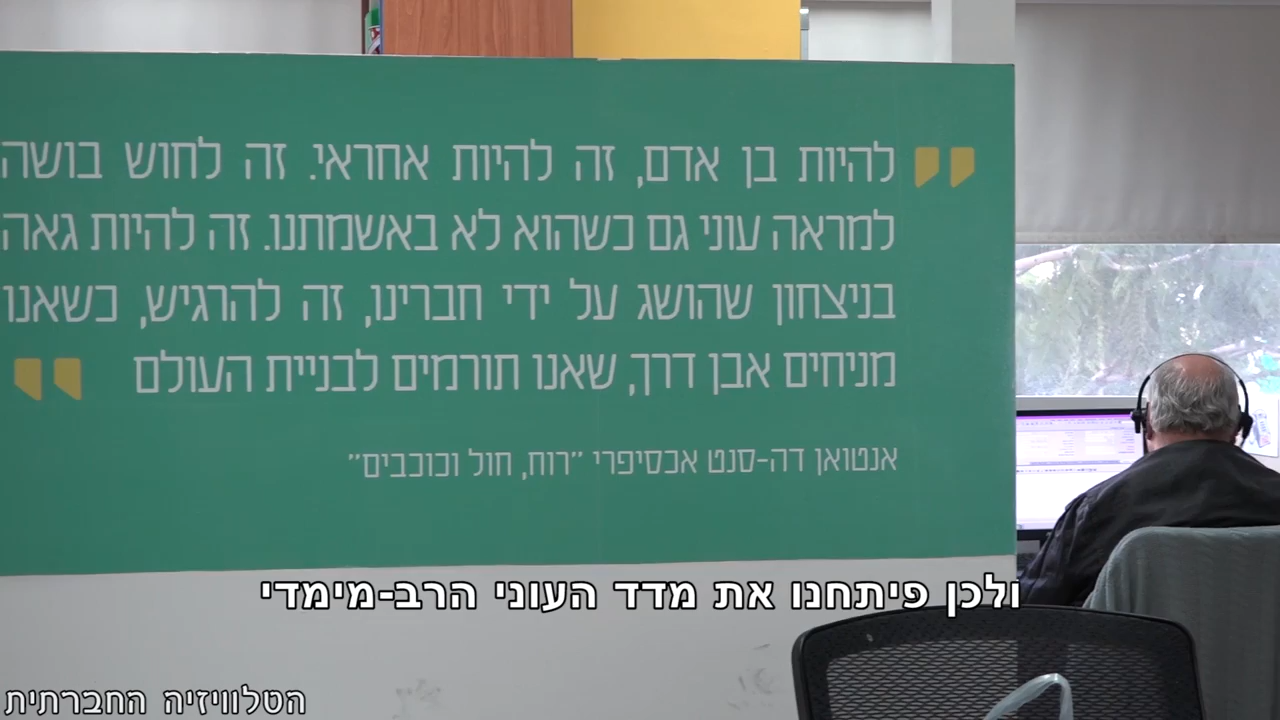 "להיות בן אדם, זה להיות אחראי. זה לחוש בושה
למראה עוני גם כשהוא לא באשמתנו. זה להיות גאה
בניצחון שהושג על ידי חברינו, זה להרגיש, כשאנו
מניחים אבן דרך, שאנו תורמים לבניית העולם"
אנטואן דה-סנט אכסיפרי "רוח, חול וכוכבים"
ולכן פיתחנו את מדד העוני הרב-מימדי
הטלוויזיה החברתית